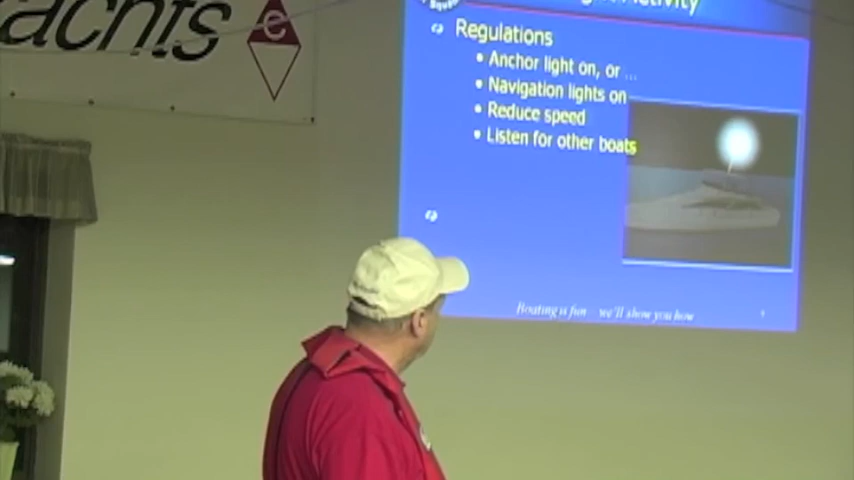 achts
e
Activity
Regulations
• Anchor light on, or ...
• Navigation lights on
• Reduce speed
• Listen for other boats
Boating is fun we'll show you how